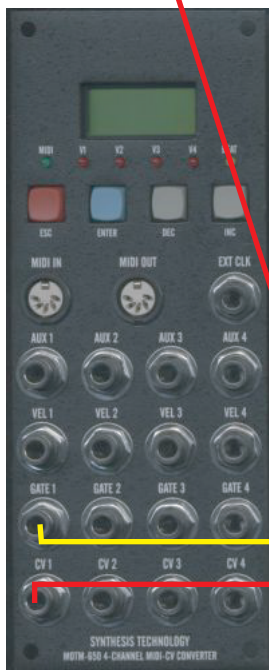 MIDI V1 V2 V3 V4 STAT
ESC ENTER DEC INC
MIDI IN MIDI OUT EXT CLK
AUX 1 AUX 2 AUX 3 AUX 4
VEL 1 VEL 2 VEL 3 VEL 4
GATE 1 GATE 2 GATE 3 GATE 4
CV 1 CV 2 CV 3 CV 4
SYNTHESIS TECHNOLOGY
MOTM-650 4-CHANNEL MIDI-CV CONVERTER